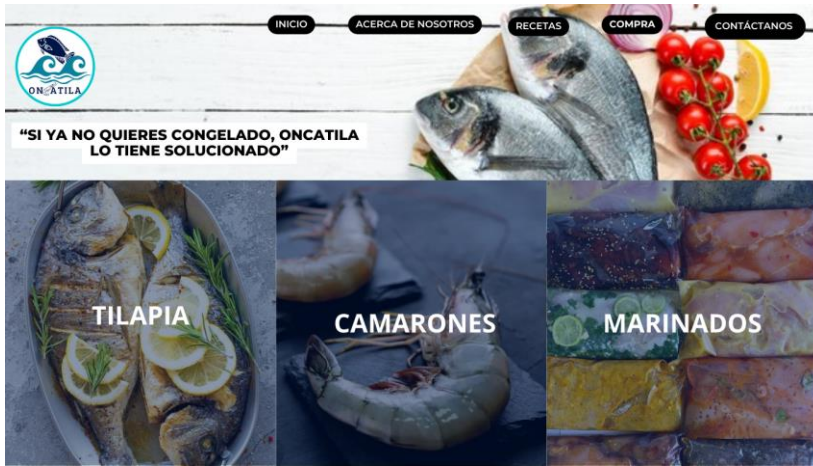 INICIO
ACERCA DE NOSOTROS
RECETAS
COMPRA
CONTÁCTANOS
ONCATILA
“SI YA NO QUIERES CONGELADO, ONCATILA
LO TIENE SOLUCIONADO”
TILAPIA
CAMARONES
MARINADOS